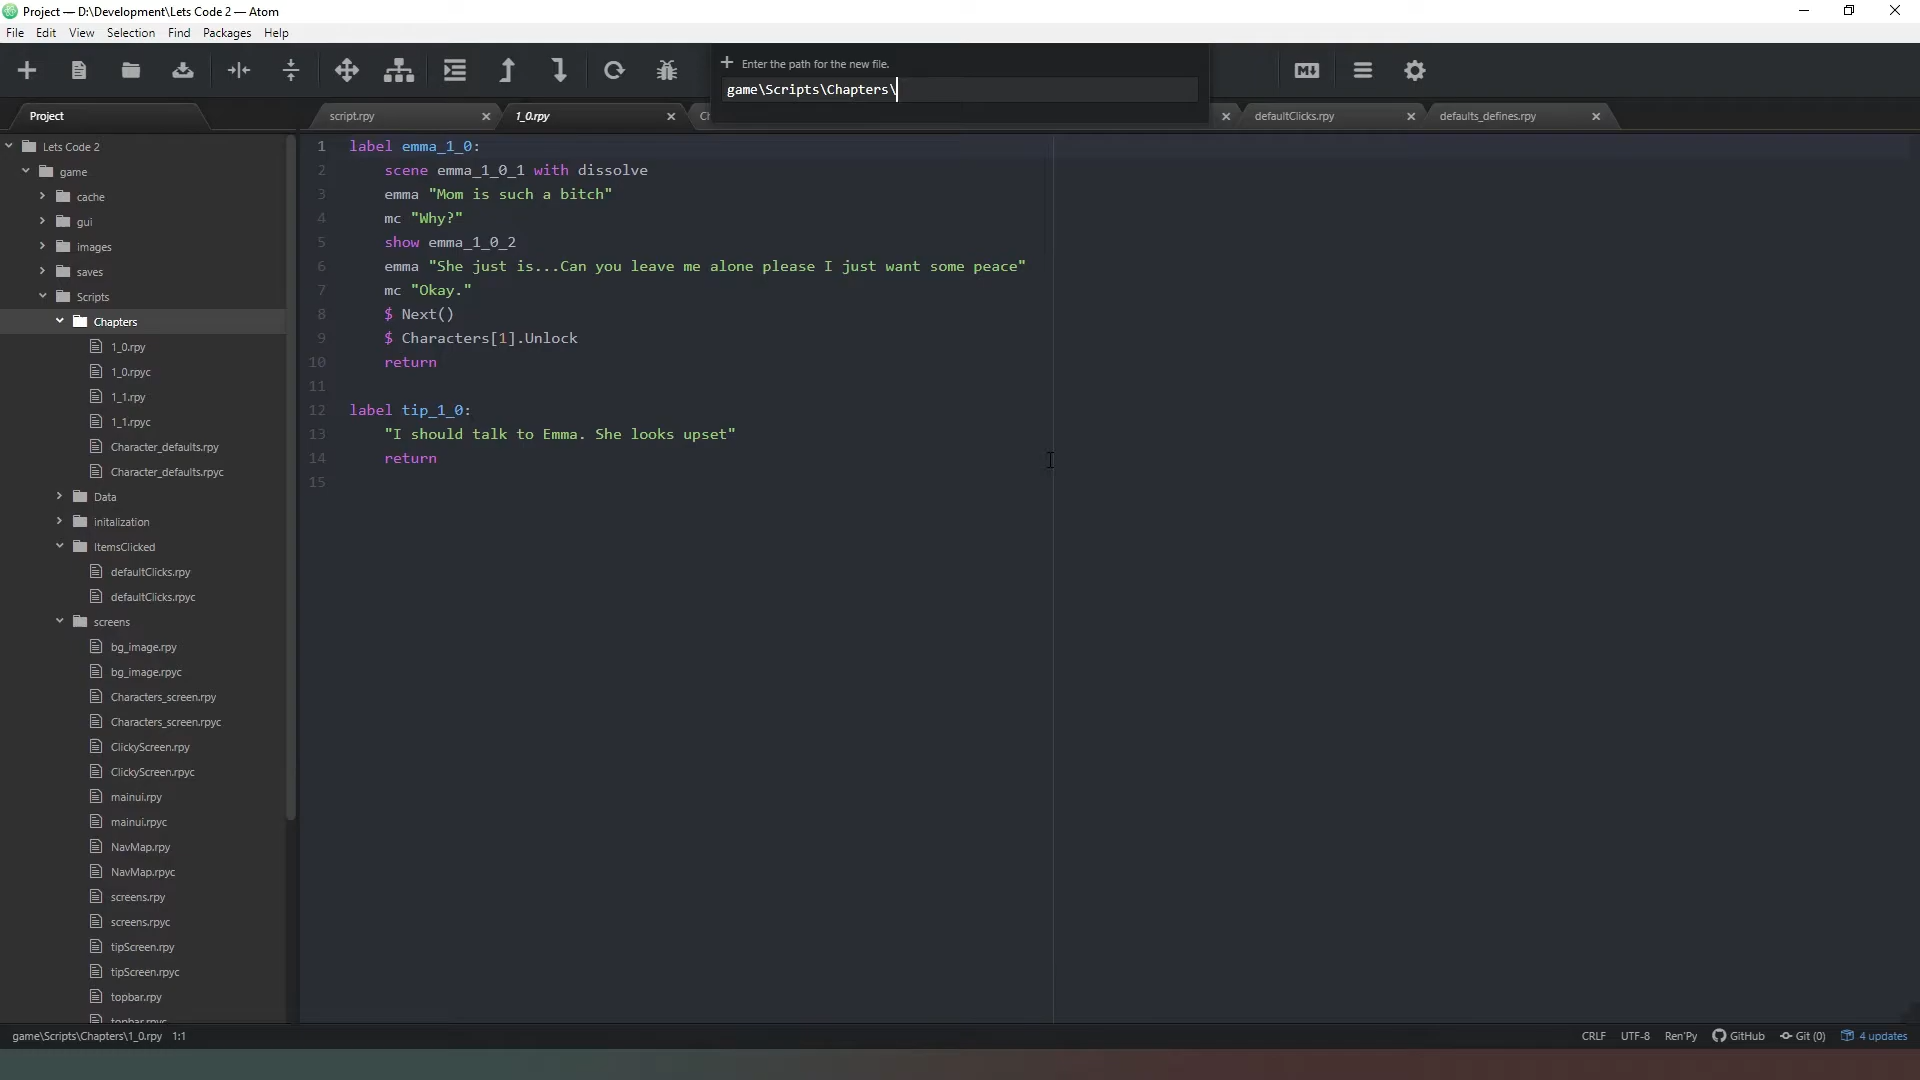 Project — D:\Development\Lets Code 2 — Atom
File Edit View Selection Find Packages Help
Enter the path for the new file.
game\Scripts\Chapters\
Project
script.rpy
1_0.rpy
defaultClicks.rpy
defaults_defines.rpy
Lets Code 2
game
cache
gui
images
saves
Scripts
Chapters
1_0.rpy
1_0.rpyc
1_1.rpy
1_1.rpyc
Character_defaults.rpy
Character_defaults.rpyc
Data
initalization
ItemsClicked
defaultClicks.rpy
defaultClicks.rpyc
screens
bg_image.rpy
bg_image.rpyc
Characters_screen.rpy
Characters_screen.rpyc
ClickyScreen.rpy
ClickyScreen.rpyc
mainui.rpy
mainui.rpyc
NavMap.rpy
NavMap.rpyc
screens.rpy
screens.rpyc
tipScreen.rpy
tipScreen.rpyc
topbar.rpy
topbar.rpyc
1 label emma_1_0:
2 scene emma_1_0_1 with dissolve
3 emma "Mom is such a bitch"
4 mc "Why?"
5 show emma_1_0_2
6 emma "She just is...Can you leave me alone please I just want some peace"
7 mc "Okay."
8 $ Next()
9 $ Characters[1].Unlock
10 return
11
12 label tip_1_0:
13 "I should talk to Emma. She looks upset"
14 return
15
game\Scripts\Chapters\1_0.rpy 1:1
CRLF UTF-8 Ren'Py GitHub Git (0) 4 updates